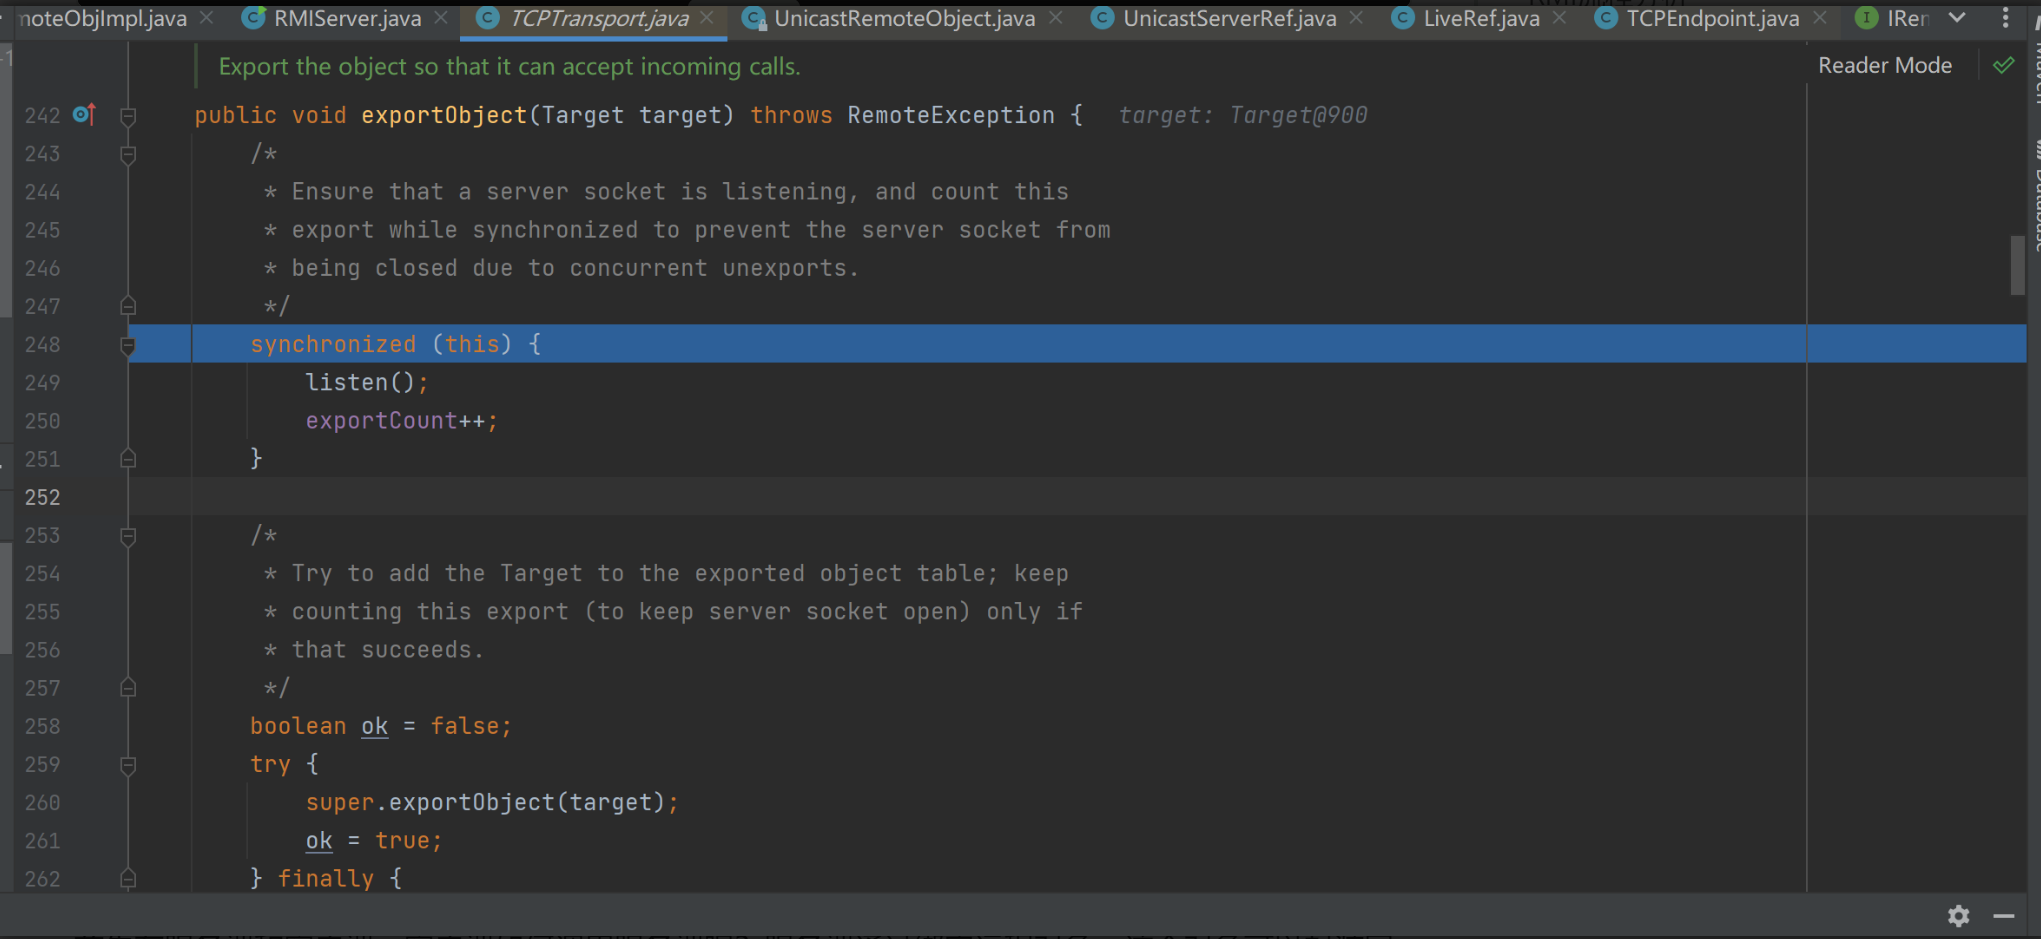 moteObjImpl.java RMIServer.java TCPTransport.java UnicastRemoteObject.java UnicastServerRef.java LiveRef.java TCPEndpoint.java IRem
Export the object so that it can accept incoming calls.
Reader Mode
242 public void exportObject(Target target) throws RemoteException { target: Target@900
243 /*
244 * Ensure that a server socket is listening, and count this
245 * export while synchronized to prevent the server socket from
246 * being closed due to concurrent unexports.
247 */
248 synchronized (this) {
249 listen();
250 exportCount++;
251 }
252
253 /*
254 * Try to add the Target to the exported object table; keep
255 * counting this export (to keep server socket open) only if
256 * that succeeds.
257 */
258 boolean ok = false;
259 try {
260 super.exportObject(target);
261 ok = true;
262 } finally {
Maven
Database